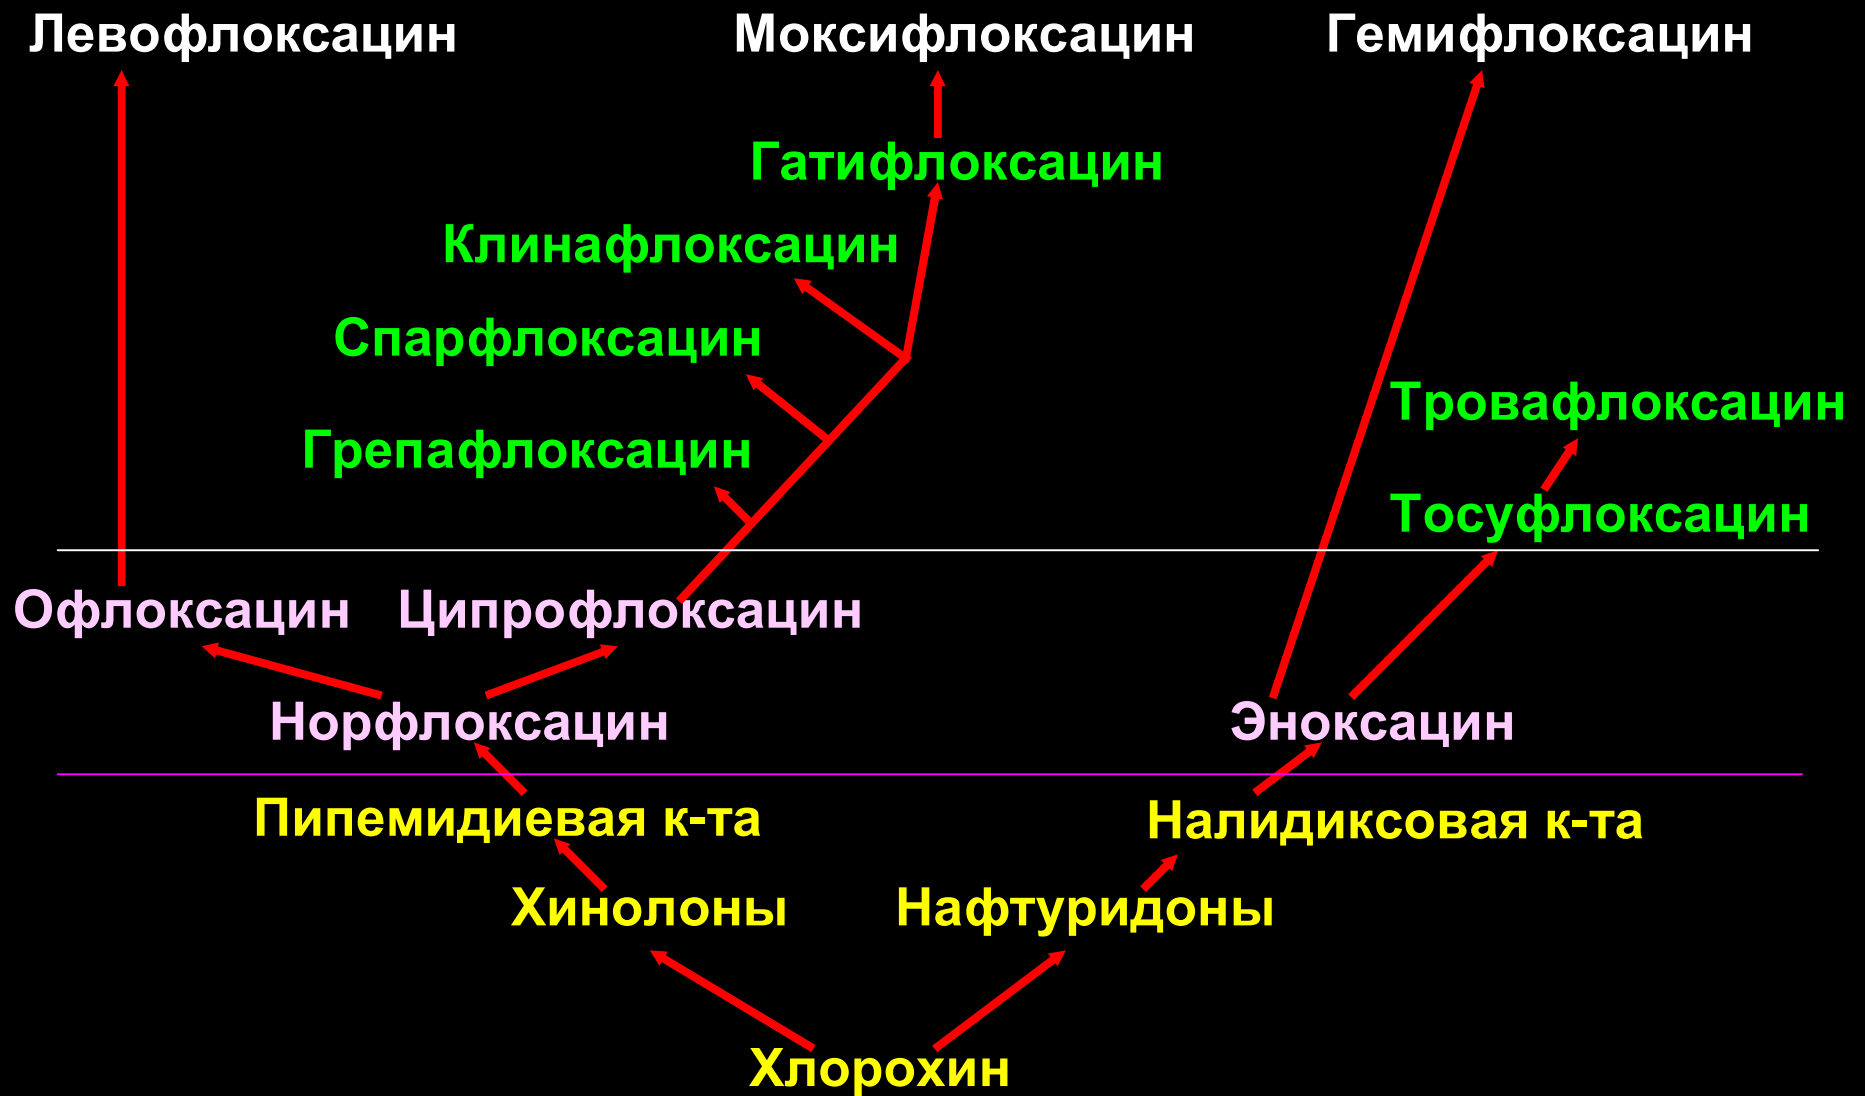 Левофлоксацин
Моксифлоксацин
Гемифлоксацин
Гатифлоксацин
Клинафлоксацин
Спарфлоксацин
Тровафлоксацин
Грепафлоксацин
Тосуфлоксацин
Офлоксацин
Ципрофлоксацин
Норфлоксацин
Эноксацин
Пипемидиевая к-та
Налидиксовая к-та
Хинолоны
Нафтуридоны
Хлорохин